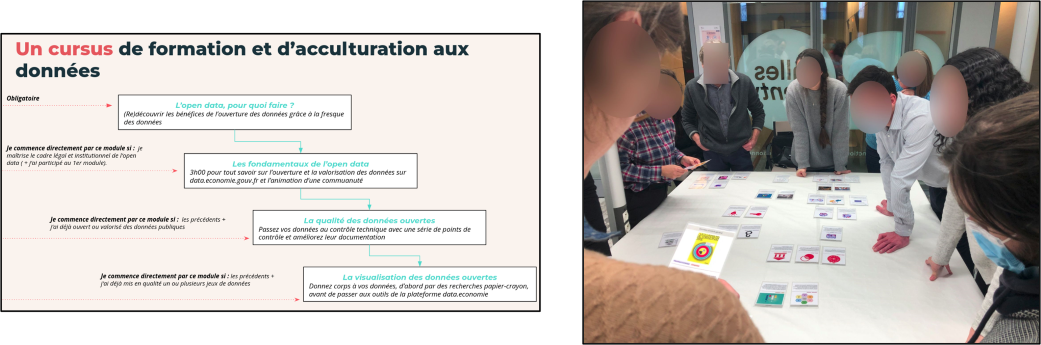 Un cursus de formation et d'acculturation aux
données
Obligatoire
L'open data, pour quoi faire ?
(Re)découvrir les bénéfices de l'ouverture des données grâce à la fresque
des données
Je commence directement par ce module si : je
maîtrise le cadre légal et institutionnel de l'open
data ( + j'ai participé au 1er module).
Les fondamentaux de l'open data
3h00 pour tout savoir sur l'ouverture et la valorisation des données sur
data.economie.gouv.fr et l'animation d'une communauté
Je commence directement par ce module si : les précédents +
j'ai déjà ouvert ou valorisé des données publiques
La qualité des données ouvertes
Passez vos données au contrôle technique avec une série de points de
contrôle et améliorez leur documentation
Je commence directement par ce module si : les précédents +
j'ai déjà mis en qualité un ou plusieurs jeux de données
La visualisation des données ouvertes
Donnez corps à vos données, d'abord par des recherches papier-crayon,
avant de passer aux outils de la plateforme data.economie